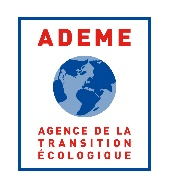 ADEME
AGENCE DE LA
TRANSITION
ÉCOLOGIQUE